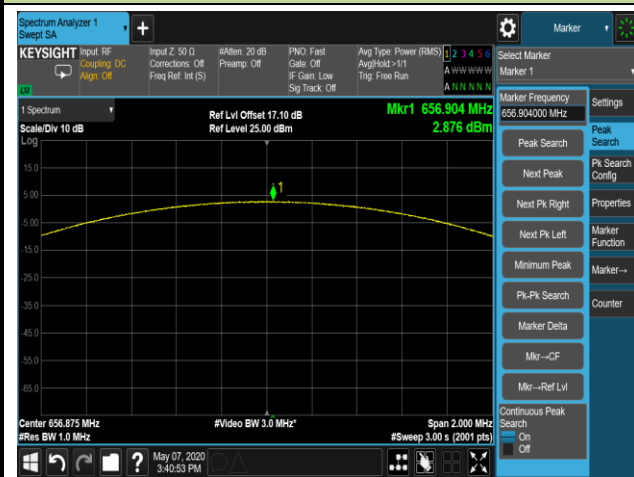 Spectrum Analyzer 1
Swept SA
+
Marker
KEYSIGHT
Input: RF
Coupling: DC
Align: Off
Input Z: 50 Ω
Corrections: Off
Freq Ref: Int (S)
#Atten: 20 dB
Preamp: Off
PNO: Fast
Gate: Off
IF Gain: Low
Sig Track: Off
Avg Type: Power (RMS)
Avg|Hold:>1/1
Trig: Free Run
1 2 3 4 5 6
A W W W W W
A N N N N N
Select Marker
Marker 1
1 Spectrum
Scale/Div 10 dB
Log
Ref Lvl Offset 17.10 dB
Ref Level 25.00 dBm
Mkr1 656.904 MHz
2.876 dBm
15.0
5.00
-5.00
-15.0
-25.0
-35.0
-45.0
-55.0
-65.0
1
Center 656.875 MHz
#Res BW 1.0 MHz
#Video BW 3.0 MHz*
Span 2.000 MHz
#Sweep 3.00 s (2001 pts)
Marker Frequency
656.904000 MHz
Peak Search
Next Peak
Next Pk Right
Next Pk Left
Minimum Peak
Pk-Pk Search
Marker Delta
Mkr→CF
Mkr→Ref Lvl
Continuous Peak
Search
On
Off
Settings
Peak
Search
Pk Search
Config
Properties
Marker
Function
Marker→
Counter
?
May 07, 2020
3:40:53 PM